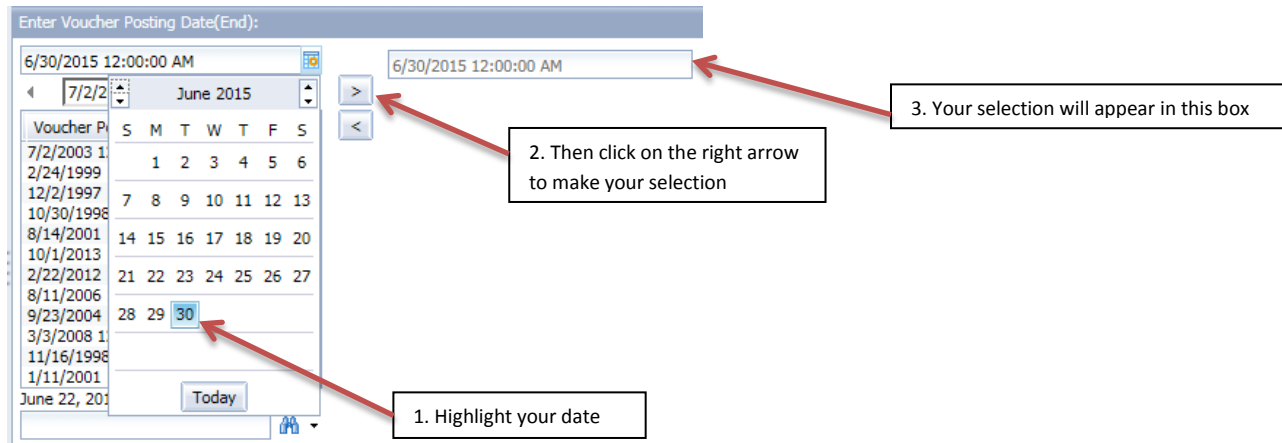 Enter Voucher Posting Date(End):
6/30/2015 12:00:00 AM
6/30/2015 12:00:00 AM
7/2/2
June 2015
>
<
Voucher P
S M T W T F S
1 2 3 4 5 6
7 8 9 10 11 12 13
14 15 16 17 18 19 20
21 22 23 24 25 26 27
28 29 30
Today
7/2/2003 1
2/24/1999
12/2/1997
10/30/1998
8/14/2001
10/1/2013
2/22/2012
8/11/2006
9/23/2004
3/3/2008 1
11/16/1998
1/11/2001
June 22, 201
3. Your selection will appear in this box
2. Then click on the right arrow
to make your selection
1. Highlight your date